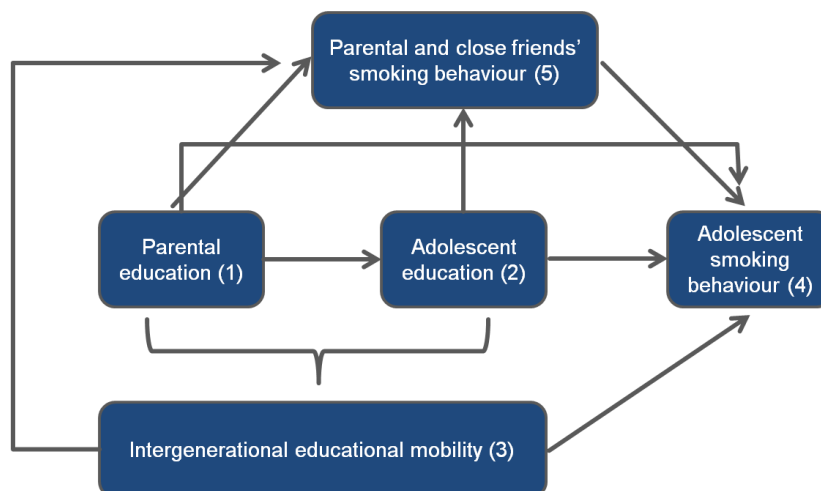 Parental and close friends’
smoking behaviour (5)
Parental
education (1)
Adolescent
education (2)
Adolescent
smoking
behaviour (4)
Intergenerational educational mobility (3)